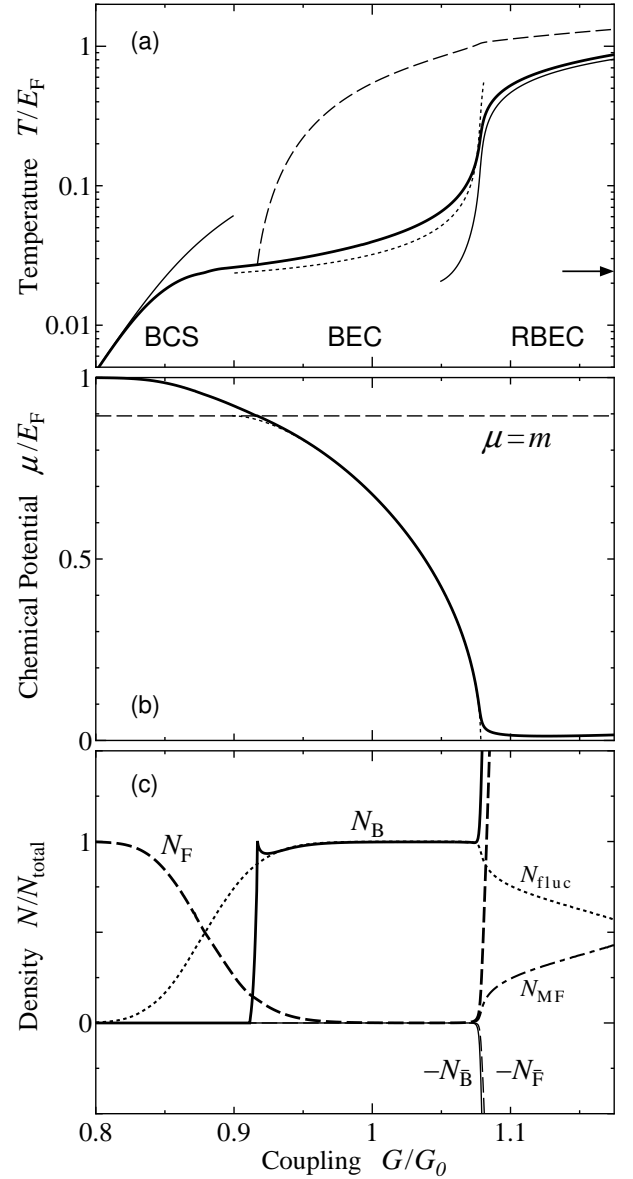 (a)
Temperature T/E_F
1
0.1
0.01
BCS
BEC
RBEC
Chemical Potential μ/E_F
1
0.5
0
μ=m
(b)
Density N/N_total
(c)
1
0
N_F
N_B
N_fluc
N_MF
−N_B̄
−N_F̄
0.8
0.9
1
1.1
Coupling G/G_0